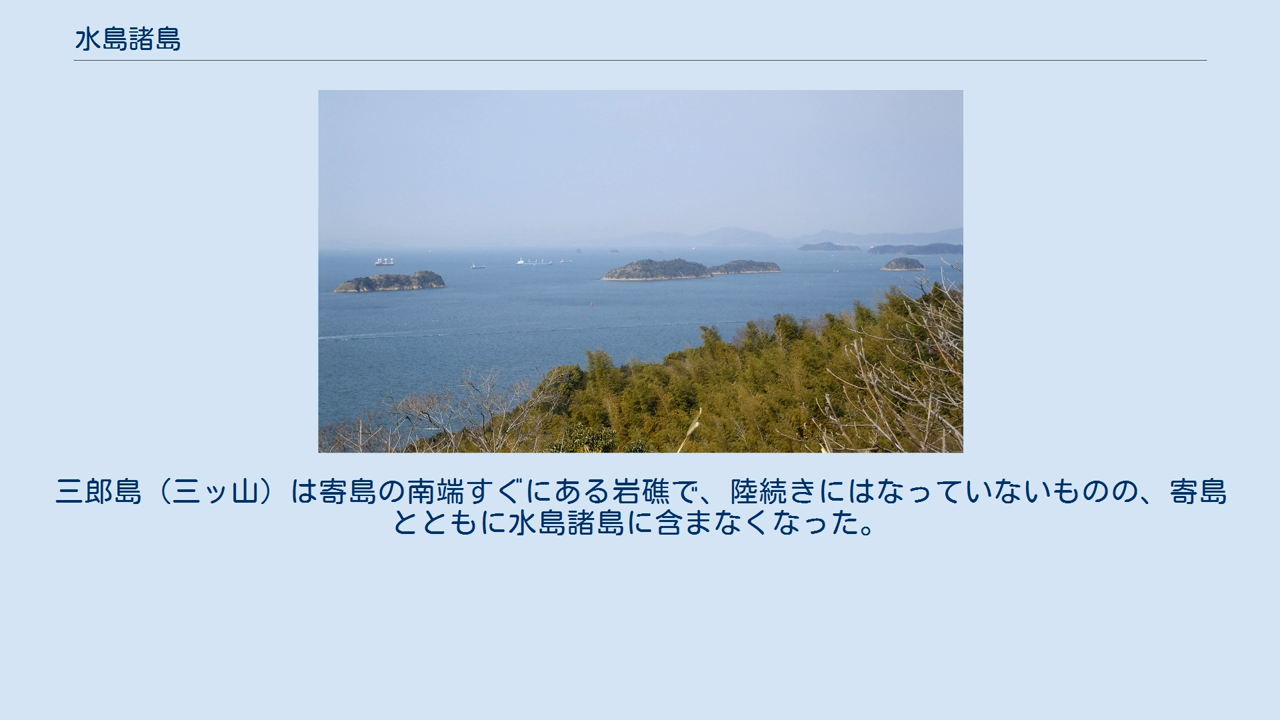 水島諸島
三郎島（三ッ山）は寄島の南端すぐにある岩礁で、陸続きにはなっていないものの、寄島
とともに水島諸島に含まなくなった。